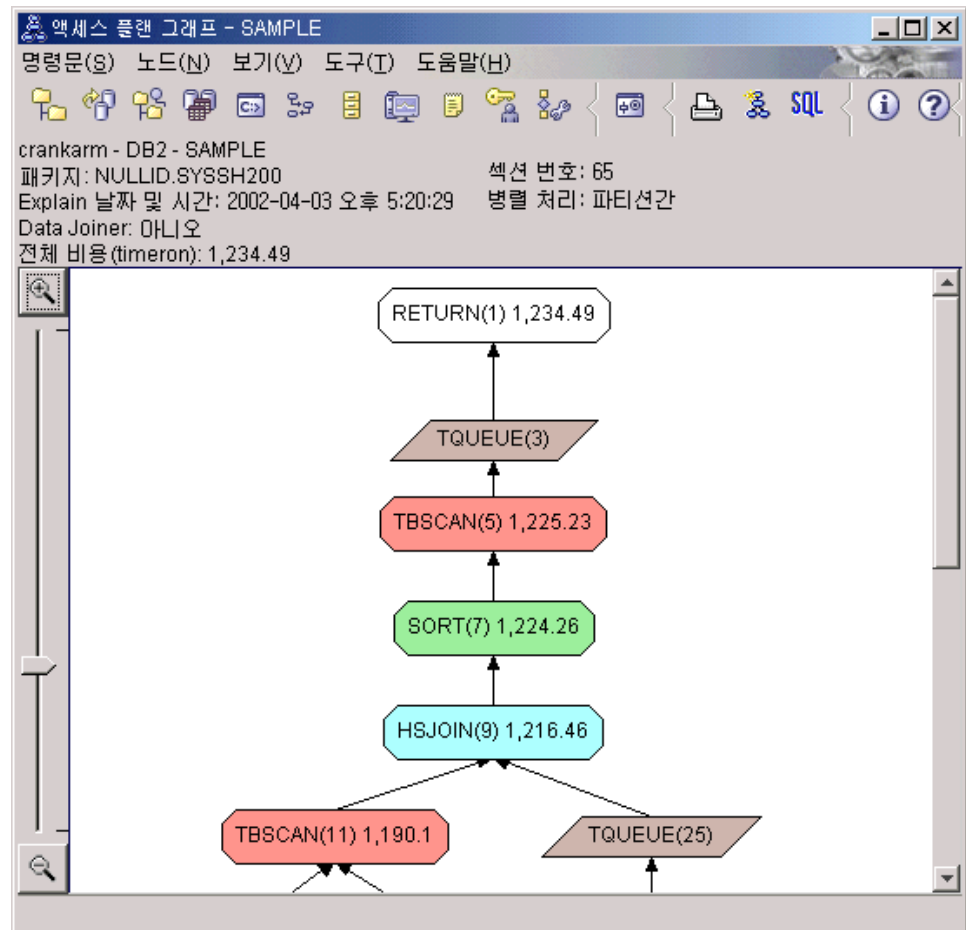 액세스 플랜 그래프 - SAMPLE
명령문(S) 노드(N) 보기(V) 도구(T) 도움말(H)
C:> SQL
crankarm - DB2 - SAMPLE
패키지: NULLID.SYSSH200 섹션 번호: 65
Explain 날짜 및 시간: 2002-04-03 오후 5:20:29 병렬 처리: 파티션간
Data Joiner: 아니오
전체 비용(timeron): 1,234.49
RETURN(1) 1,234.49
TQUEUE(3)
TBSCAN(5) 1,225.23
SORT(7) 1,224.26
HSJOIN(9) 1,216.46
TBSCAN(11) 1,190.1
TQUEUE(25)